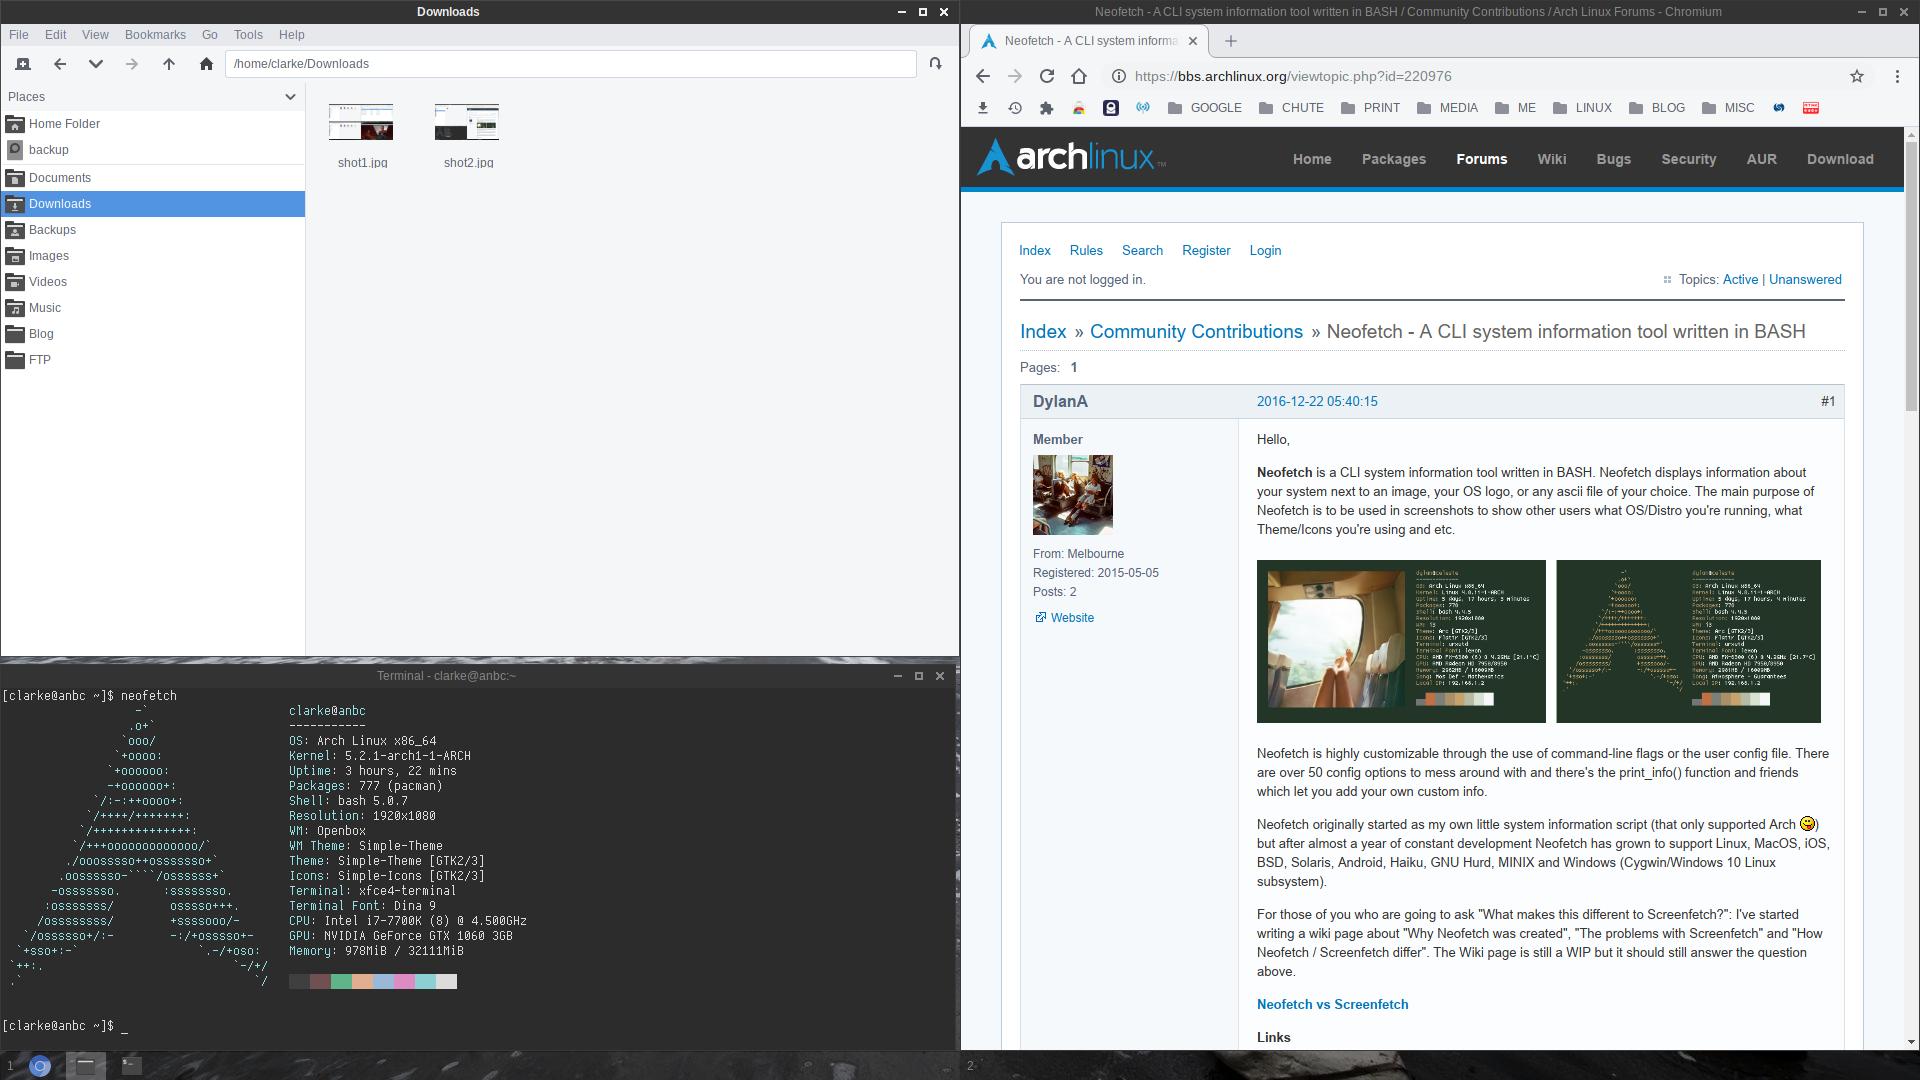 Downloads
File Edit View Bookmarks Go Tools Help
/home/clarke/Downloads
Places
Home Folder
backup
Documents
Downloads
Backups
Images
Videos
Music
Blog
FTP
shot1.jpg shot2.jpg
Terminal - clarke@anbc:~
[clarke@anbc ~]$ neofetch
clarke@anbc
-----------
OS: Arch Linux x86_64
Kernel: 5.2.1-arch1-1-ARCH
Uptime: 3 hours, 22 mins
Packages: 777 (pacman)
Shell: bash 5.0.7
Resolution: 1920x1080
WM: Openbox
WM Theme: Simple-Theme
Theme: Simple-Theme [GTK2/3]
Icons: Simple-Icons [GTK2/3]
Terminal: xfce4-terminal
Terminal Font: Dina 9
CPU: Intel i7-7700K (8) @ 4.500GHz
GPU: NVIDIA GeForce GTX 1060 3GB
Memory: 978MiB / 32111MiB
[clarke@anbc ~]$ _
1
Neofetch - A CLI system information tool written in BASH / Community Contributions / Arch Linux Forums - Chromium
Neofetch - A CLI system informa
https://bbs.archlinux.org/viewtopic.php?id=220976
GOOGLE CHUTE PRINT MEDIA ME LINUX BLOG MISC
archlinux™
Home Packages Forums Wiki Bugs Security AUR Download
Index Rules Search Register Login
You are not logged in.
Topics: Active | Unanswered
Index » Community Contributions » Neofetch - A CLI system information tool written in BASH
Pages: 1
DylanA 2016-12-22 05:40:15 #1
Member
From: Melbourne
Registered: 2015-05-05
Posts: 2
Website
Hello,
Neofetch is a CLI system information tool written in BASH. Neofetch displays information about
your system next to an image, your OS logo, or any ascii file of your choice. The main purpose of
Neofetch is to be used in screenshots to show other users what OS/Distro you're running, what
Theme/Icons you're using and etc.
Neofetch is highly customizable through the use of command-line flags or the user config file. There
are over 50 config options to mess around with and there's the print_info() function and friends
which let you add your own custom info.
Neofetch originally started as my own little system information script (that only supported Arch )
but after almost a year of constant development Neofetch has grown to support Linux, MacOS, iOS,
BSD, Solaris, Android, Haiku, GNU Hurd, MINIX and Windows (Cygwin/Windows 10 Linux
subsystem).
For those of you who are going to ask "What makes this different to Screenfetch?": I've started
writing a wiki page about "Why Neofetch was created", "The problems with Screenfetch" and "How
Neofetch / Screenfetch differ". The Wiki page is still a WIP but it should still answer the question
above.
Neofetch vs Screenfetch
Links
2